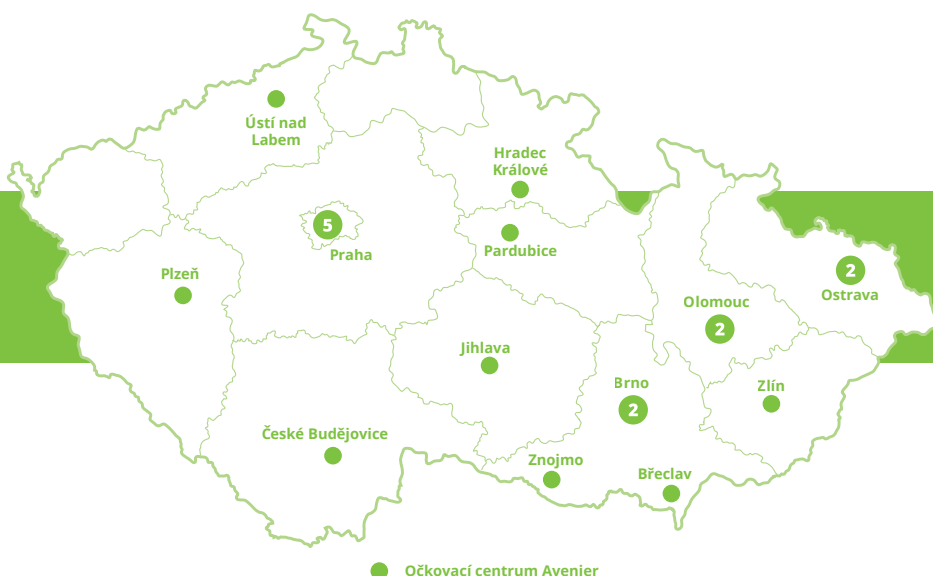 Ústí nad
Labem
Hradec
Králové
5
Praha
Pardubice
Plzeň
2
Ostrava
Olomouc
2
Jihlava
Brno
2
Zlín
České Budějovice
Znojmo
Břeclav
Očkovací centrum Avenier